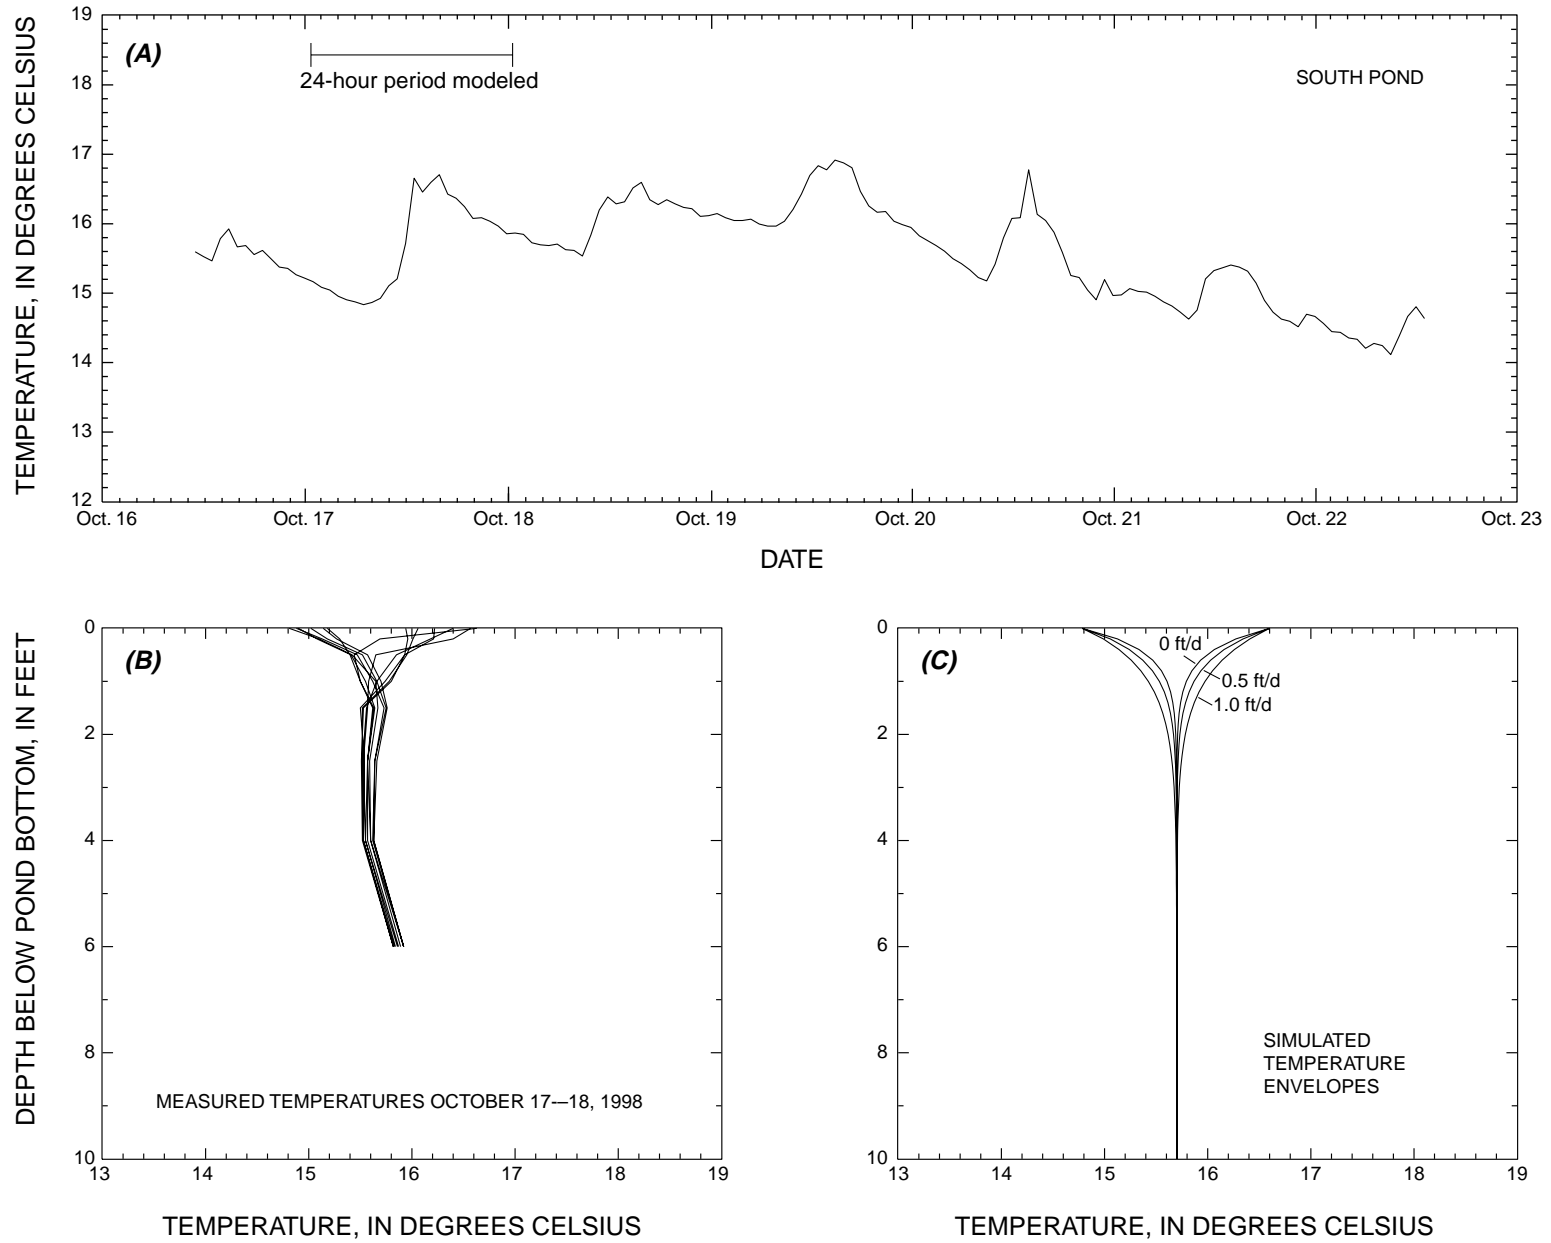 TEMPERATURE, IN DEGREES CELSIUS
19
18
17
16
15
14
13
12
(A)
24-hour period modeled
SOUTH POND
Oct. 16 Oct. 17 Oct. 18 Oct. 19 Oct. 20 Oct. 21 Oct. 22 Oct. 23
DATE
DEPTH BELOW POND BOTTOM, IN FEET
0
2
4
6
8
10
(B)
MEASURED TEMPERATURES OCTOBER 17-–18, 1998
13 14 15 16 17 18 19
TEMPERATURE, IN DEGREES CELSIUS
0
2
4
6
8
10
(C)
0 ft/d
0.5 ft/d
1.0 ft/d
SIMULATED
TEMPERATURE
ENVELOPES
13 14 15 16 17 18 19
TEMPERATURE, IN DEGREES CELSIUS